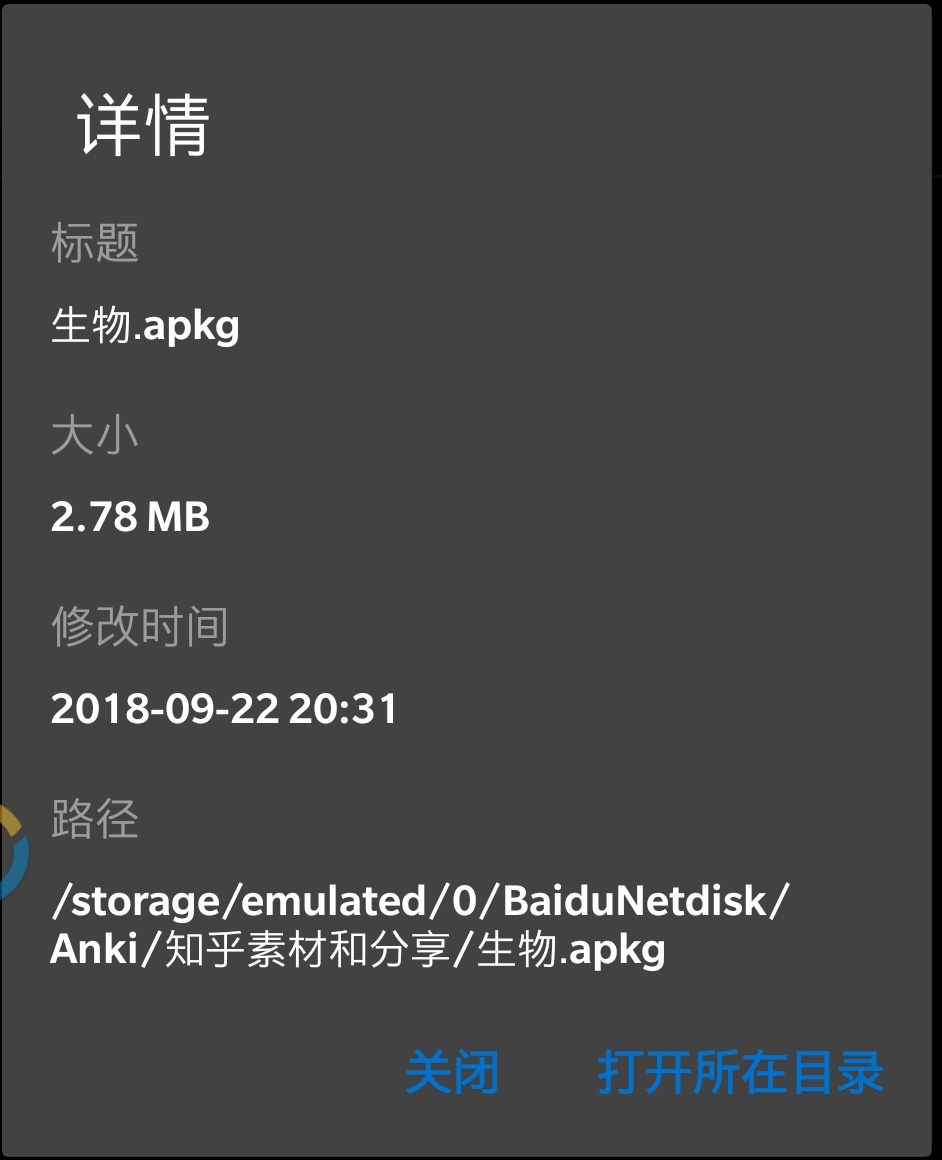 详情
标题
生物.apkg
大小
2.78 MB
修改时间
2018-09-22 20:31
路径
/storage/emulated/0/BaiduNetdisk/
Anki/知乎素材和分享/生物.apkg
关闭 打开所在目录